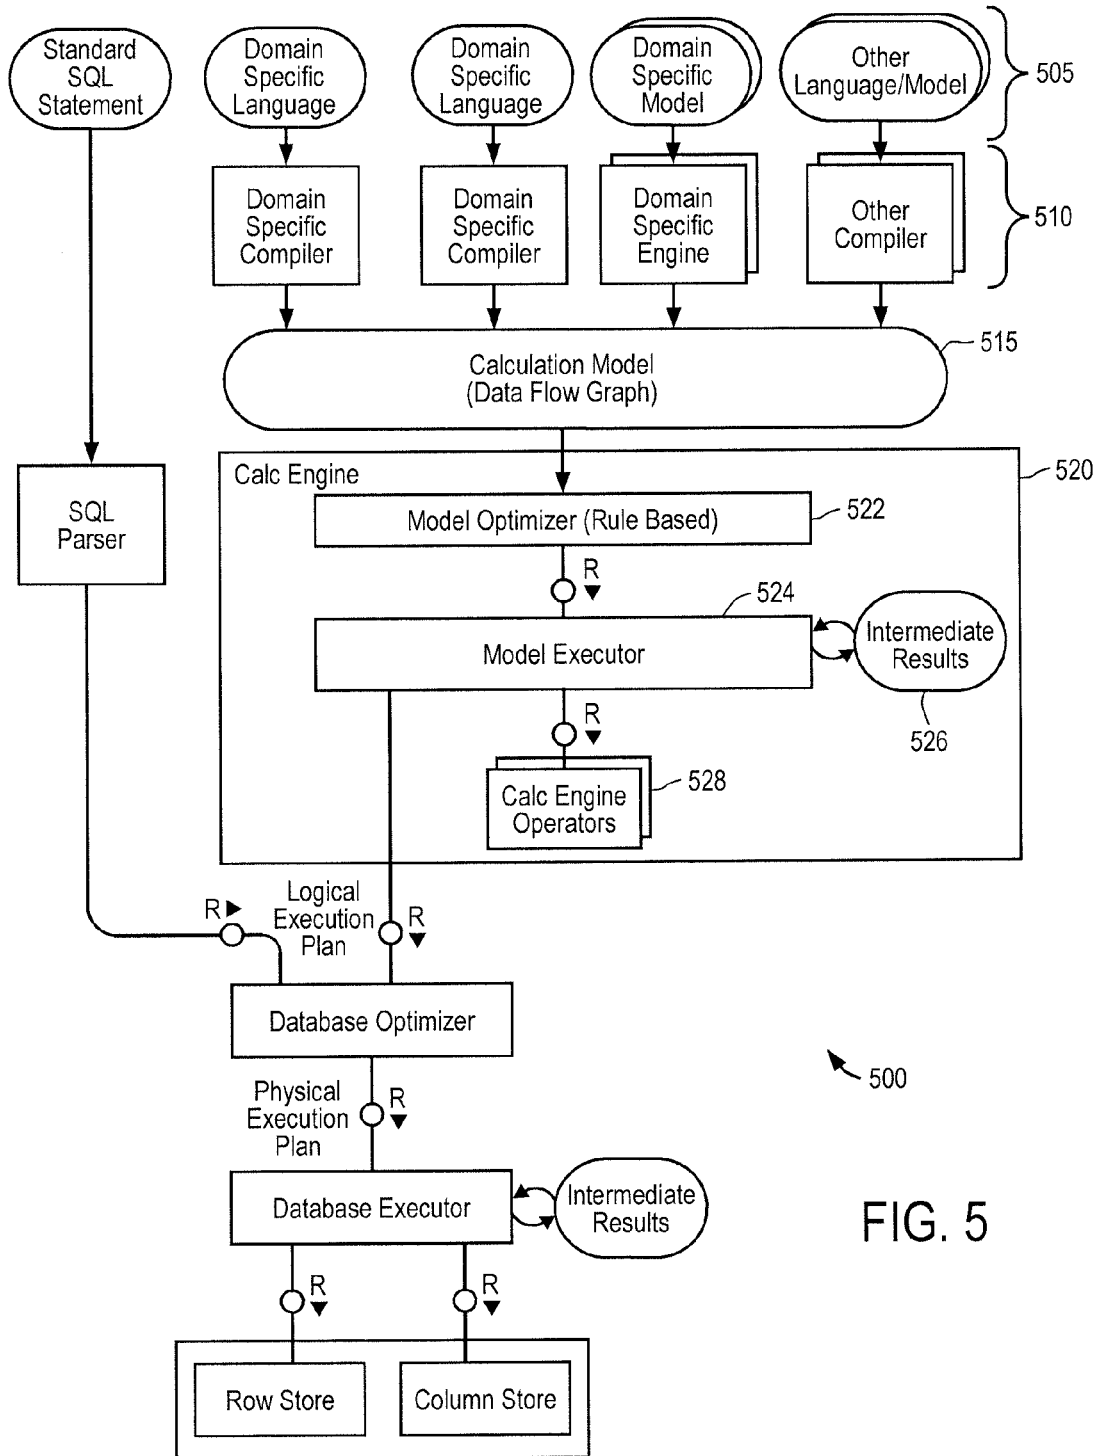 Standard
SQL
Statement
Domain
Specific
Language
Domain
Specific
Language
Domain
Specific
Model
Other
Language/Model
505
Domain
Specific
Compiler
Domain
Specific
Compiler
Domain
Specific
Engine
Other
Compiler
510
Calculation Model
(Data Flow Graph)
515
SQL
Parser
Calc Engine
520
Model Optimizer (Rule Based)
522
R
524
Model Executor
Intermediate
Results
526
R
Calc Engine
Operators
528
R
Logical
Execution
Plan
R
Database Optimizer
500
Physical
Execution
Plan
R
Database Executor
Intermediate
Results
FIG. 5
R
R
Row Store
Column Store